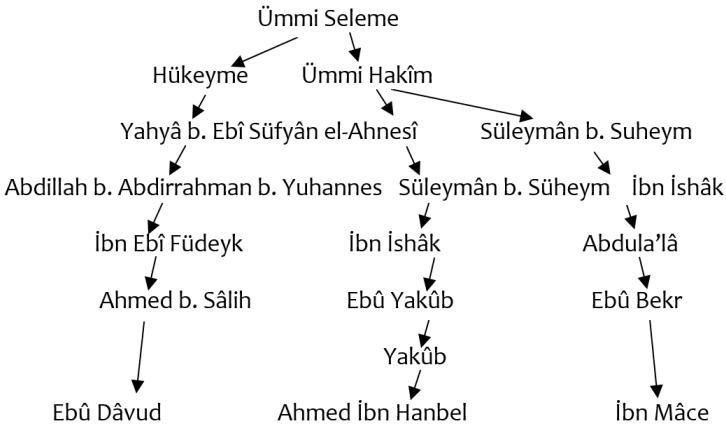 Ümmi Seleme
Hükeyme Ümmi Hakîm
Yahyâ b. Ebî Süfyân el-Ahnesî Süleymân b. Suheym
Abdillah b. Abdirrahman b. Yuhannes Süleymân b. Süheym İbn İshâk
İbn Ebî Füdeyk İbn İshâk Abdula’lâ
Ahmed b. Sâlih Ebû Yakûb Ebû Bekr
Yakûb
Ebû Dâvud Ahmed İbn Hanbel İbn Mâce